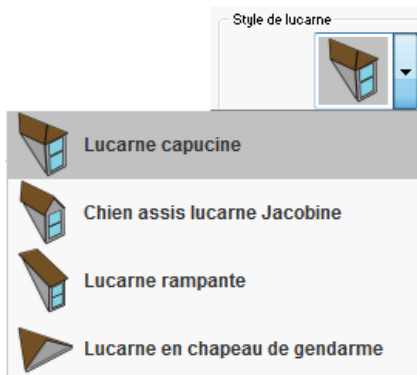 Style de lucarne
Lucarne capucine
Chien assis lucarne Jacobine
Lucarne rampante
Lucarne en chapeau de gendarme